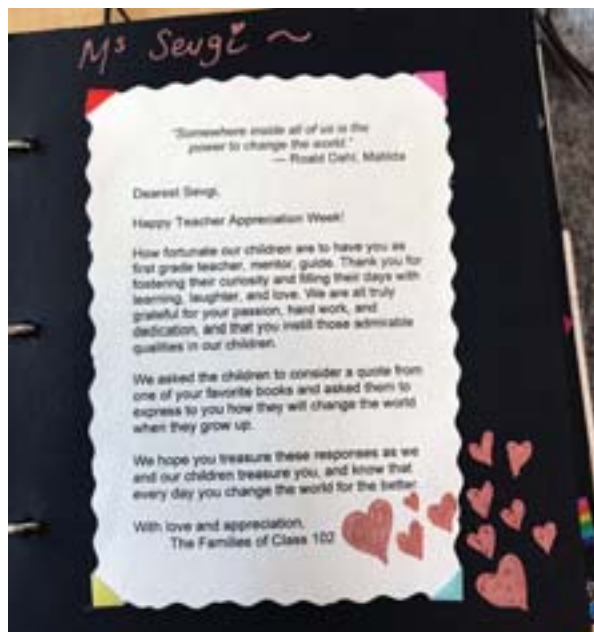 Ms Sevgi ~
"Somewhere inside all of us is the
power to change the world."
— Roald Dahl, Matilda
Dearest Sevgi,
Happy Teacher Appreciation Week!
How fortunate our children are to have you as
first grade teacher, mentor, guide. Thank you for
fostering their curiosity and filling their days with
learning, laughter, and love. We are all truly
grateful for your passion, hard work, and
dedication, and that you instill those admirable
qualities in our children.
We asked the children to consider a quote from
one of your favorite books and asked them to
express to you how they will change the world
when they grow up.
We hope you treasure these responses as we
and our children treasure you, and know that
every day you change the world for the better.
With love and appreciation,
The Families of Class 102